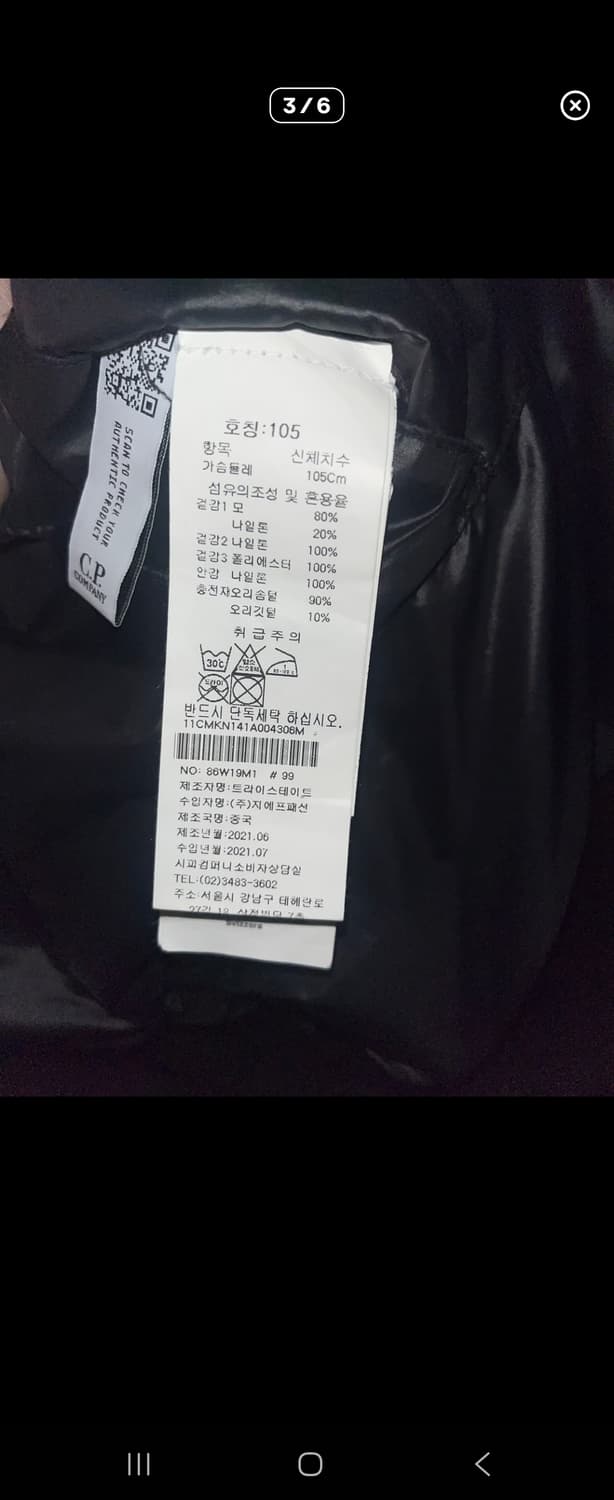 3/6
SCAN TO CHECK YOUR
AUTHENTIC PRODUCT
C.P.
COMPANY
호칭:105
항목 신체치수
가슴둘레 105Cm
섬유의조성 및 혼용율
겉감1 모 80%
나일론 20%
겉감2 나일론 100%
겉감3 폴리에스터 100%
안감 나일론 100%
충전재오리솜털 90%
오리깃털 10%
취급주의
30℃
드라이
반드시 단독세탁 하십시오.
11CMKN141A004306M
NO: 86W19M1 # 99
제조자명:트라이스테이트
수입자명:(주)지에프패션
제조국명:중국
제조년월:2021.06
수입년월:2021.07
시피컴퍼니소비자상담실
TEL:(02)3483-3602
주소:서울시 강남구 테헤란로